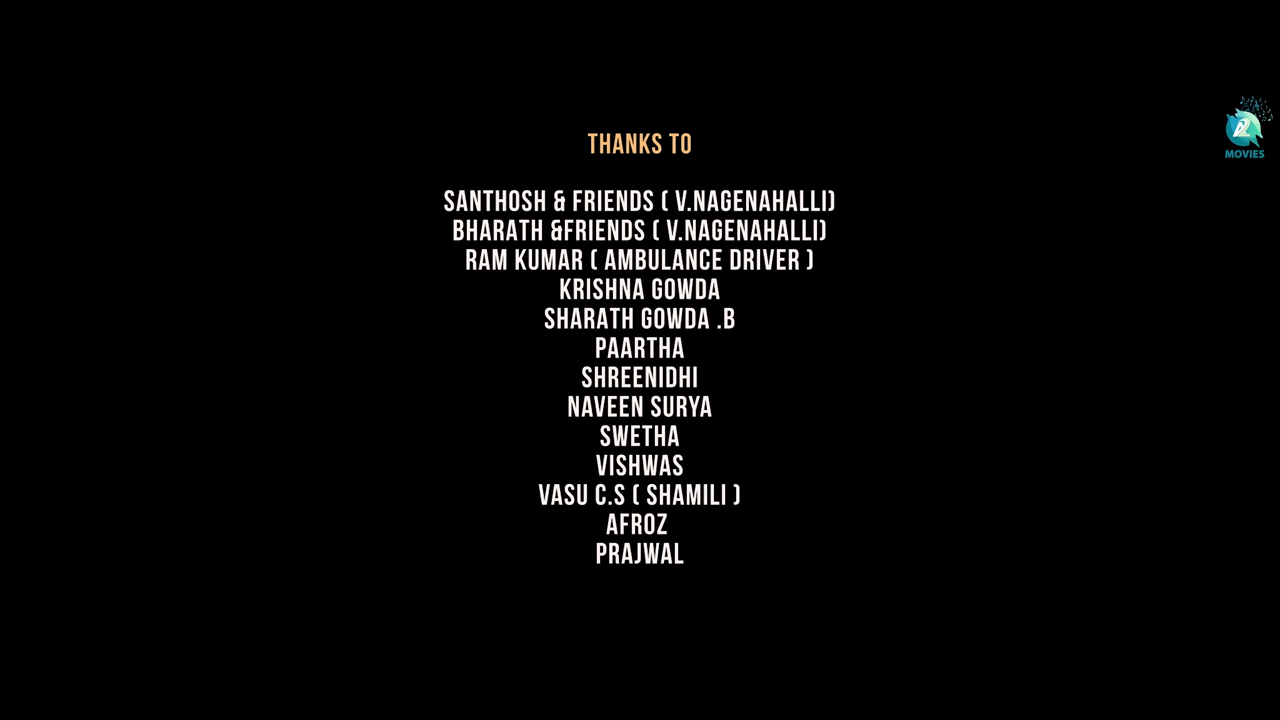 THANKS TO
SANTHOSH & FRIENDS ( V.NAGENAHALLI)
BHARATH &FRIENDS ( V.NAGENAHALLI)
RAM KUMAR ( AMBULANCE DRIVER )
KRISHNA GOWDA
SHARATH GOWDA .B
PAARTHA
SHREENIDHI
NAVEEN SURYA
SWETHA
VISHWAS
VASU C.S ( SHAMILI )
AFROZ
PRAJWAL
MOVIES